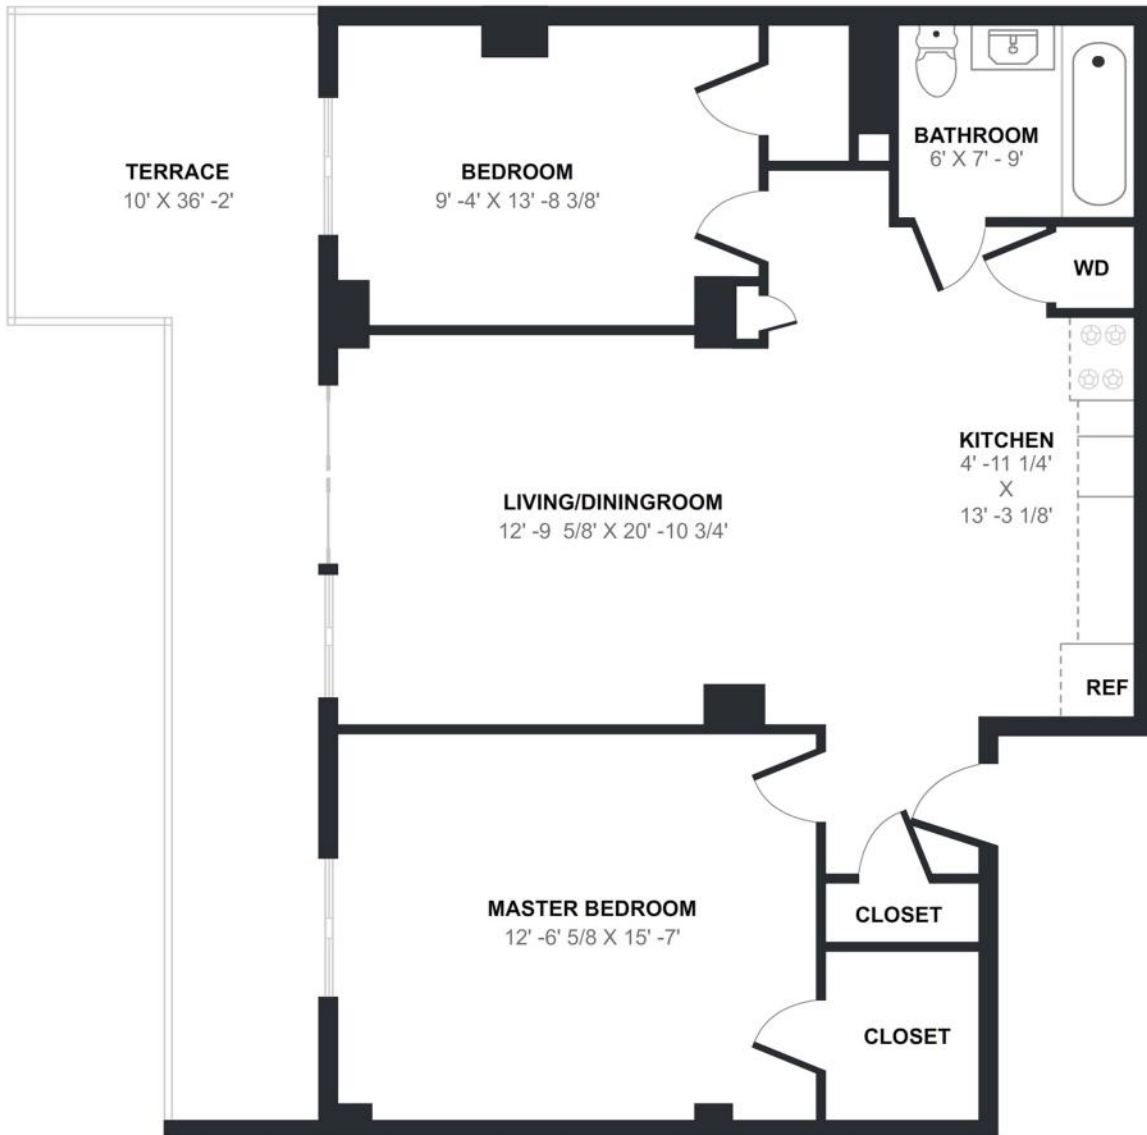 TERRACE
10' X 36' -2'
BEDROOM
9' -4' X 13' -8 3/8'
BATHROOM
6' X 7' - 9'
WD
KITCHEN
4' -11 1/4'
X
13' -3 1/8'
LIVING/DININGROOM
12' -9 5/8' X 20' -10 3/4'
REF
MASTER BEDROOM
12' -6' 5/8 X 15' -7'
CLOSET
CLOSET